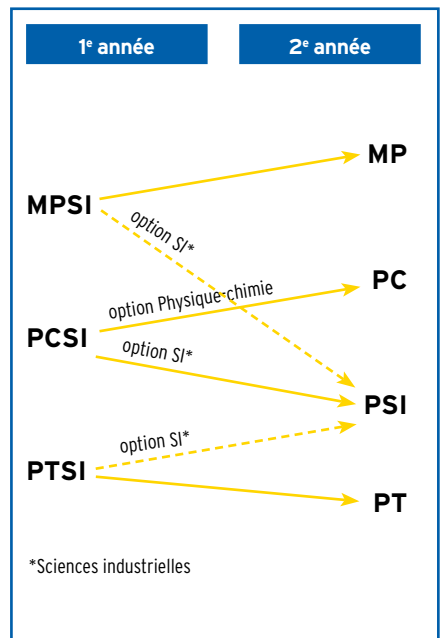 1e année
2e année
MP
MPSI
option SI*
PC
option Physique-chimie
PCSI
option SI*
PSI
option SI*
PTSI
PT
*Sciences industrielles